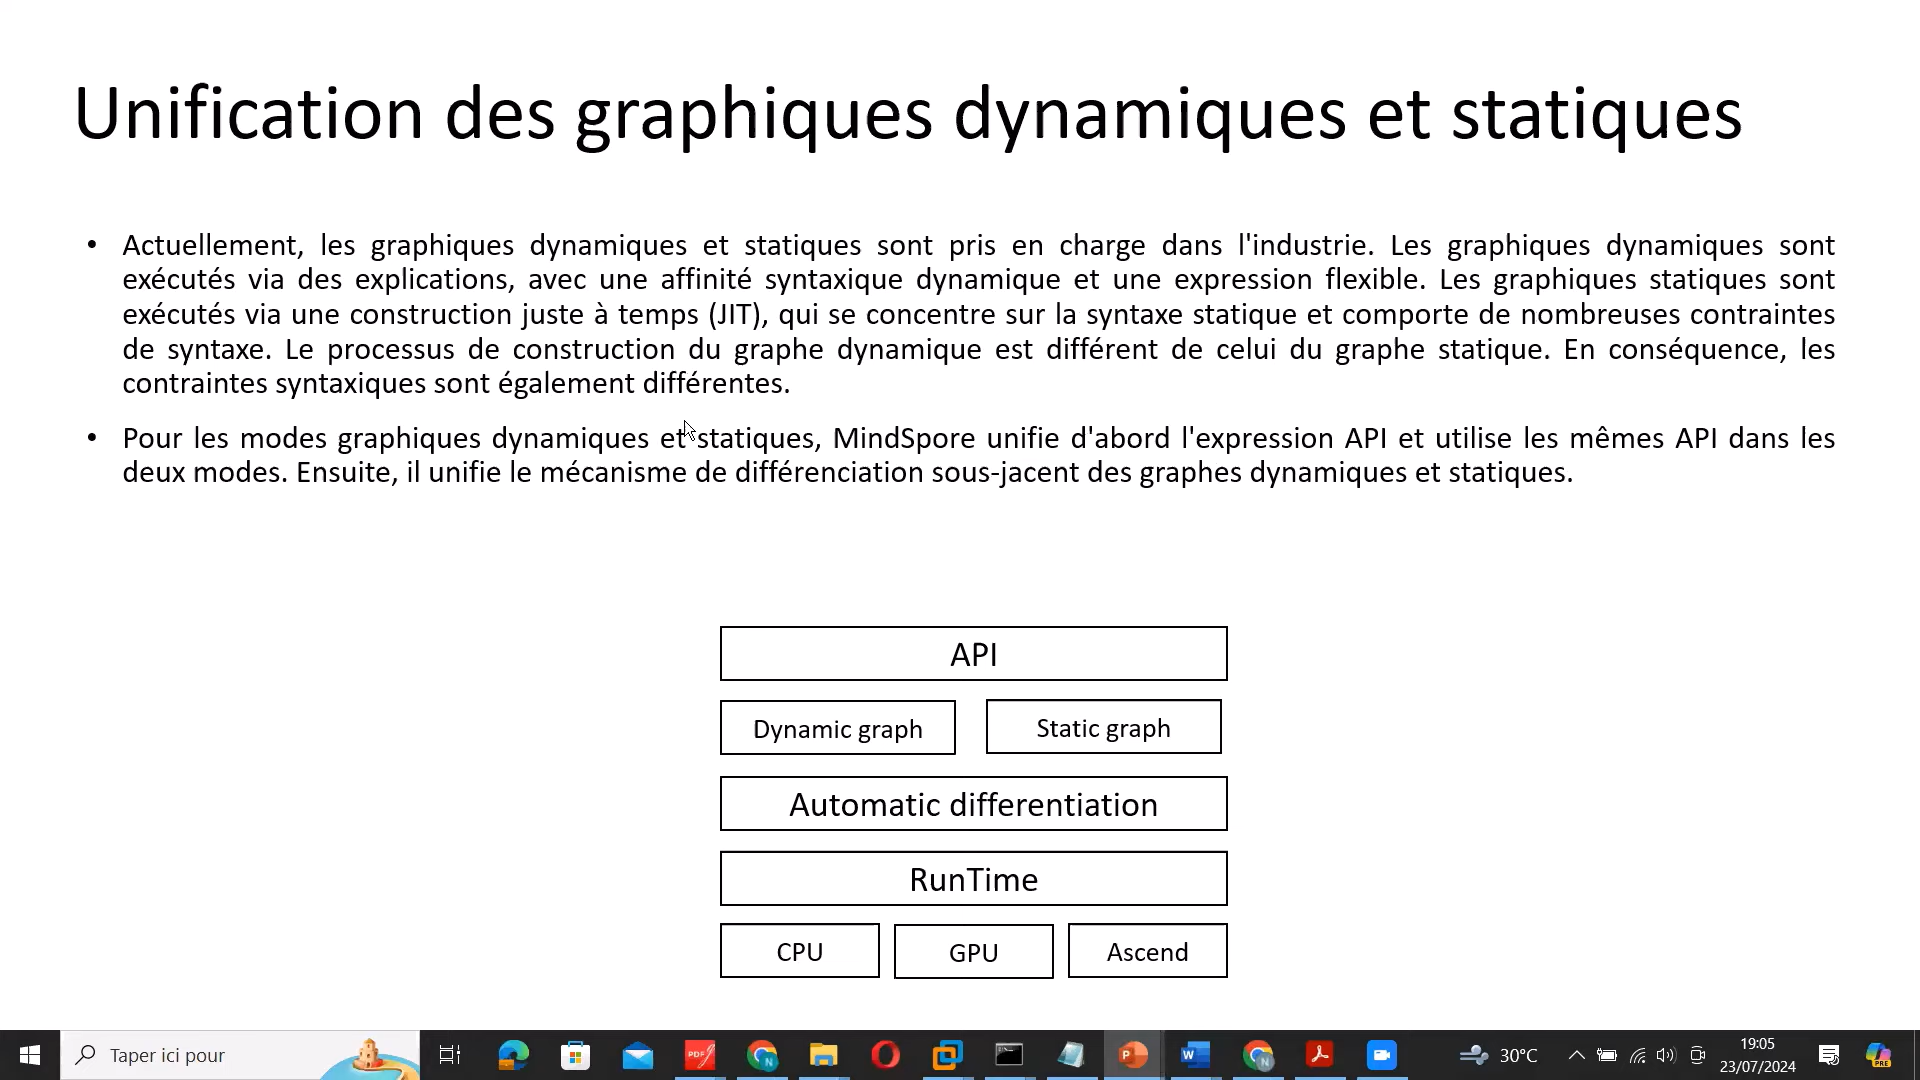 Unification des graphiques dynamiques et statiques
• Actuellement, les graphiques dynamiques et statiques sont pris en charge dans l'industrie. Les graphiques dynamiques sont
exécutés via des explications, avec une affinité syntaxique dynamique et une expression flexible. Les graphiques statiques sont
exécutés via une construction juste à temps (JIT), qui se concentre sur la syntaxe statique et comporte de nombreuses contraintes
de syntaxe. Le processus de construction du graphe dynamique est différent de celui du graphe statique. En conséquence, les
contraintes syntaxiques sont également différentes.
• Pour les modes graphiques dynamiques et statiques, MindSpore unifie d'abord l'expression API et utilise les mêmes API dans les
deux modes. Ensuite, il unifie le mécanisme de différenciation sous-jacent des graphes dynamiques et statiques.
API
Dynamic graph Static graph
Automatic differentiation
RunTime
CPU GPU Ascend
Taper ici pour
30°C
19:05
23/07/2024